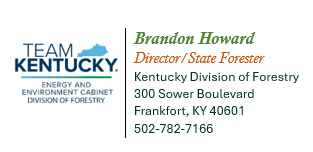 TEAM
KENTUCKY.
ENERGY AND
ENVIRONMENT CABINET
DIVISION OF FORESTRY
Brandon Howard
Director/State Forester
Kentucky Division of Forestry
300 Sower Boulevard
Frankfort, KY 40601
502-782-7166